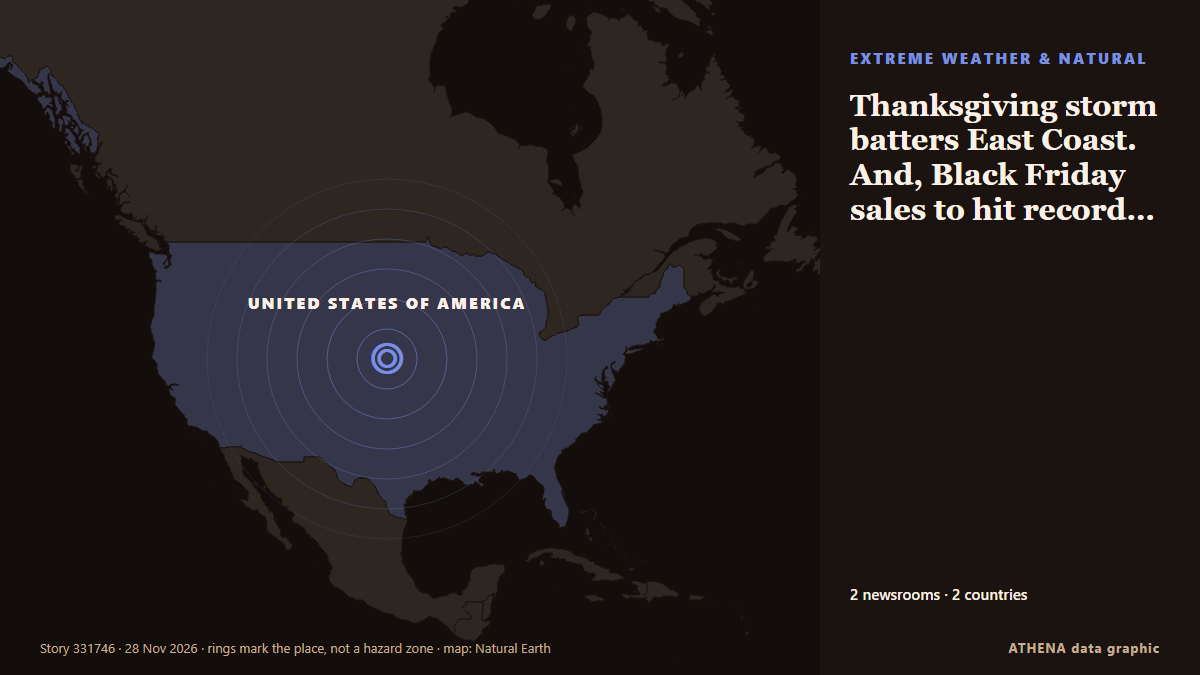 EXTREME WEATHER & NATURAL
Thanksgiving storm
batters East Coast.
And, Black Friday
sales to hit record...
UNITED STATES OF AMERICA
2 newsrooms · 2 countries
Story 331746 · 28 Nov 2026 · rings mark the place, not a hazard zone · map: Natural Earth
ATHENA data graphic